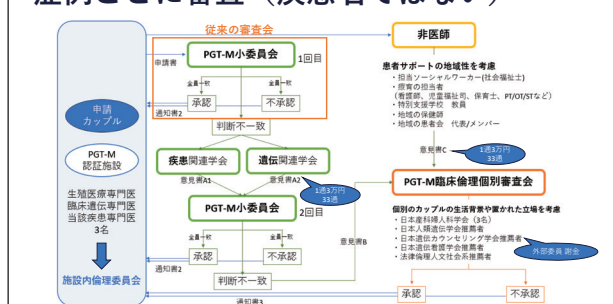 症例ごとに審査（疾患者ではない）
従来の審査会
非医師
申請書
PGT-M小委員会
1回目
全員一致
全員一致
承認
不承認
通知書2
判断不一致
患者サポートの地域性を考慮
・担当ソーシャルワーカー(社会福祉士)
・療育の担当者
（看護師、児童福祉司、保育士、PT/OT/STなど）
・特別支援学校　教員
・地域の保健師
・地域の患者会　代表/メンバー
申請
カップル
PGT-M
認証施設
生殖医療専門医
臨床遺伝専門医
当該疾患専門医
3名
施設内倫理委員会
疾患関連学会
遺伝関連学会
意見書A1
意見書A2
1通3万円
33通
意見書C
1通3万円
33通
PGT-M小委員会
2回目
全員一致
全員一致
承認
不承認
通知書2
判断不一致
意見書B
PGT-M臨床倫理個別審査会
個別のカップルの生活背景や置かれた立場を考慮
・日本産科婦人科学会（3名）
・日本人類遺伝学会推薦者
・日本遺伝カウンセリング学会推薦者
・日本遺伝看護学会推薦者
・法律倫理人文社会系推薦者
外部委員 謝金
承認
不承認
通知書3